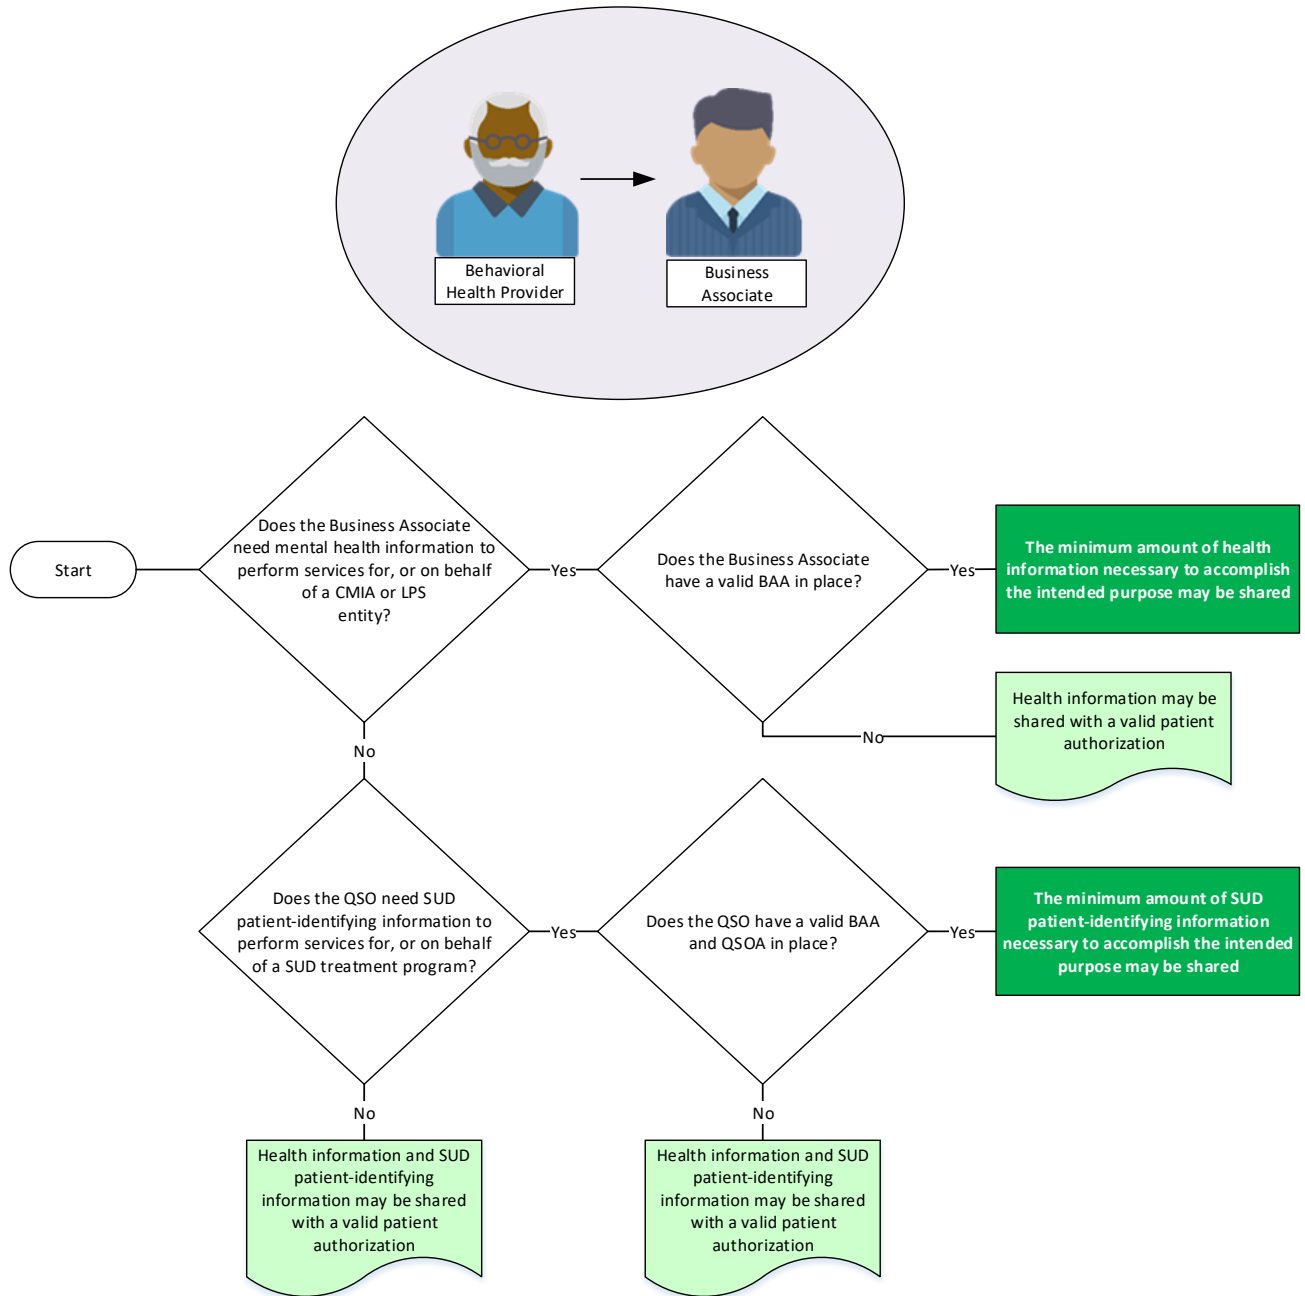 Behavioral
Health Provider
Business
Associate
Start
Does the Business Associate
need mental health information to
perform services for, or on behalf
of a CMIA or LPS
entity?
Yes
Does the Business Associate
have a valid BAA in place?
Yes
The minimum amount of health
information necessary to accomplish
the intended purpose may be shared
No
Health information may be
shared with a valid patient
authorization
No
Does the QSO need SUD
patient-identifying information to
perform services for, or on behalf
of a SUD treatment program?
Yes
Does the QSO have a valid BAA
and QSOA in place?
Yes
The minimum amount of SUD
patient-identifying information
necessary to accomplish the intended
purpose may be shared
No
Health information and SUD
patient-identifying
information may be shared
with a valid patient
authorization
No
Health information and SUD
patient-identifying
information may be shared
with a valid patient
authorization